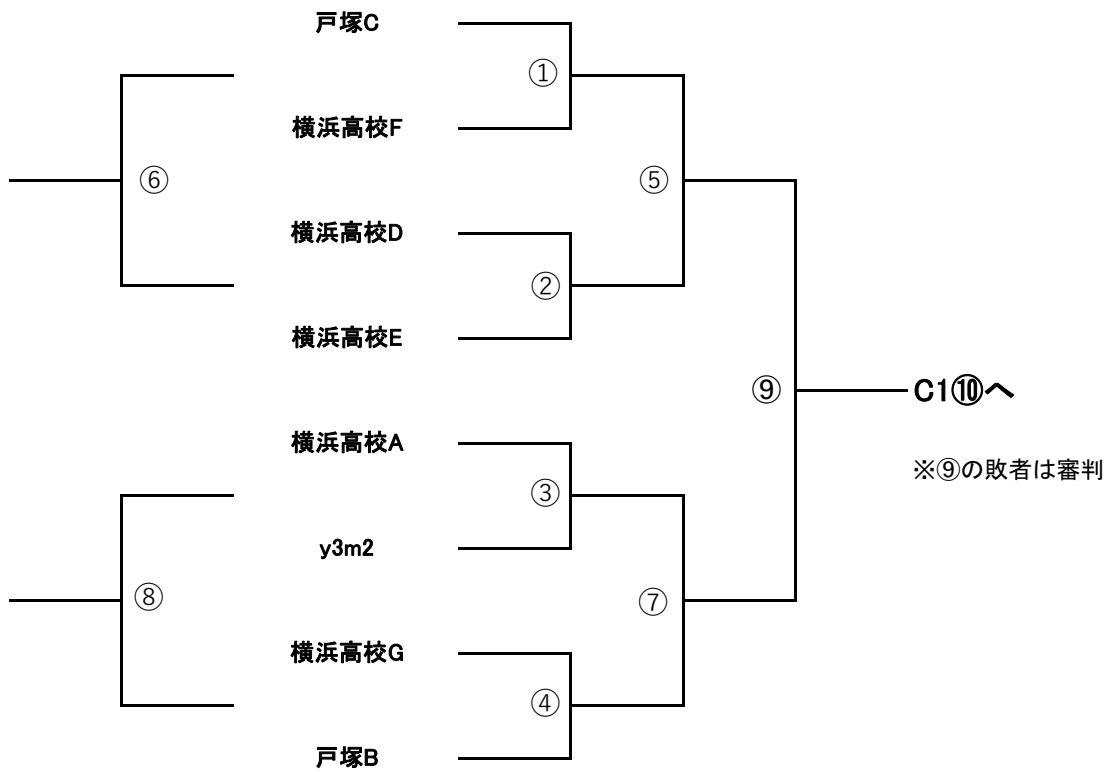 戸塚C
①
横浜高校F
⑥
⑤
横浜高校D
②
横浜高校E
⑨
C1⑩へ
横浜高校A
※⑨の敗者は審判
③
y3m2
⑧
⑦
横浜高校G
④
戸塚B